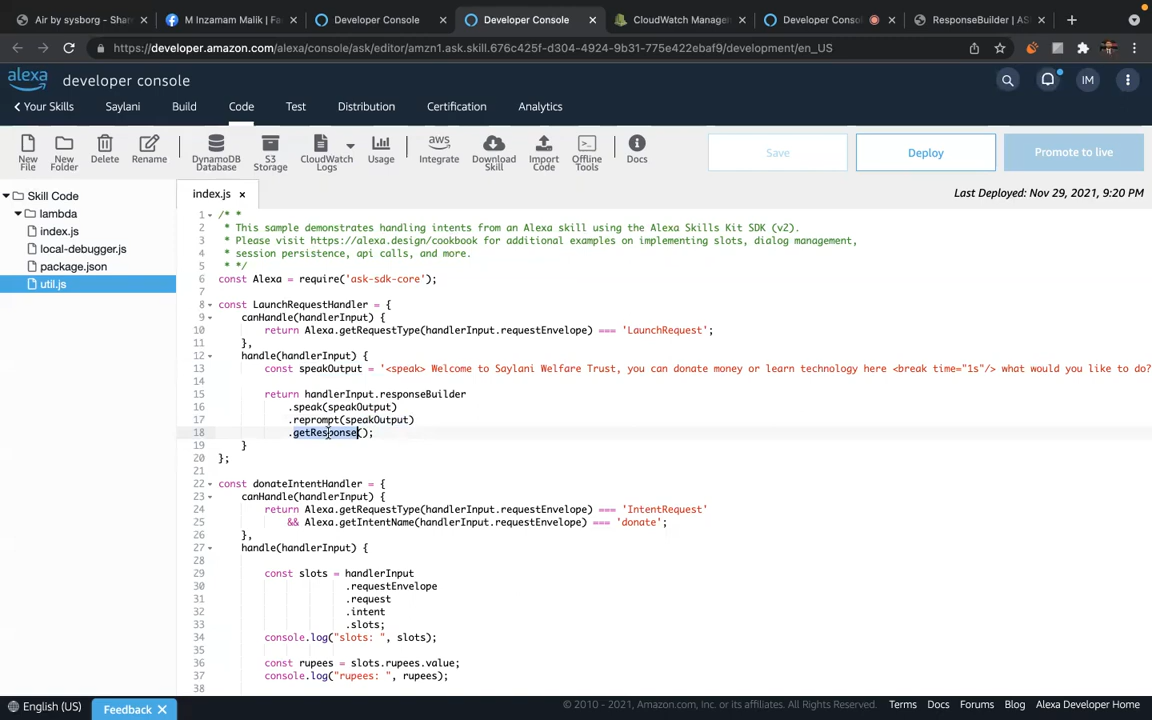 Air by sysborg - Shar
M Inzamam Malik | Fa
Developer Console
Developer Console
CloudWatch Manage
Developer Conso
ResponseBuilder | AS
https://developer.amazon.com/alexa/console/ask/editor/amzn1.ask.skill.676c425f-d304-4924-9b31-775e422ebaf9/development/en_US
alexa
developer console
IM
Your Skills
Saylani
Build
Code
Test
Distribution
Certification
Analytics
New File
New Folder
Delete
Rename
DynamoDB Database
S3 Storage
CloudWatch Logs
Usage
aws
Integrate
Download Skill
Import Code
Offline Tools
Docs
Save
Deploy
Promote to live
Skill Code
lambda
index.js
local-debugger.js
package.json
util.js
index.js
Last Deployed: Nov 29, 2021, 9:20 PM
1 /* *
2 * This sample demonstrates handling intents from an Alexa skill using the Alexa Skills Kit SDK (v2).
3 * Please visit https://alexa.design/cookbook for additional examples on implementing slots, dialog management,
4 * session persistence, api calls, and more.
5 * */
6 const Alexa = require('ask-sdk-core');
7
8 const LaunchRequestHandler = {
9 canHandle(handlerInput) {
10 return Alexa.getRequestType(handlerInput.requestEnvelope) === 'LaunchRequest';
11 },
12 handle(handlerInput) {
13 const speakOutput = '<speak> Welcome to Saylani Welfare Trust, you can donate money or learn technology here <break time="1s"/> what would you like to do?
14
15 return handlerInput.responseBuilder
16 .speak(speakOutput)
17 .reprompt(speakOutput)
18 .getResponse();
19 }
20 };
21
22 const donateIntentHandler = {
23 canHandle(handlerInput) {
24 return Alexa.getRequestType(handlerInput.requestEnvelope) === 'IntentRequest'
25 && Alexa.getIntentName(handlerInput.requestEnvelope) === 'donate';
26 },
27 handle(handlerInput) {
28
29 const slots = handlerInput
30 .requestEnvelope
31 .request
32 .intent
33 .slots;
34 console.log("slots: ", slots);
35
36 const rupees = slots.rupees.value;
37 console.log("rupees: ", rupees);
38
English (US)
Feedback
© 2010 - 2021, Amazon.com, Inc. or its affiliates. All Rights Reserved.
Terms
Docs
Forums
Blog
Alexa Developer Home